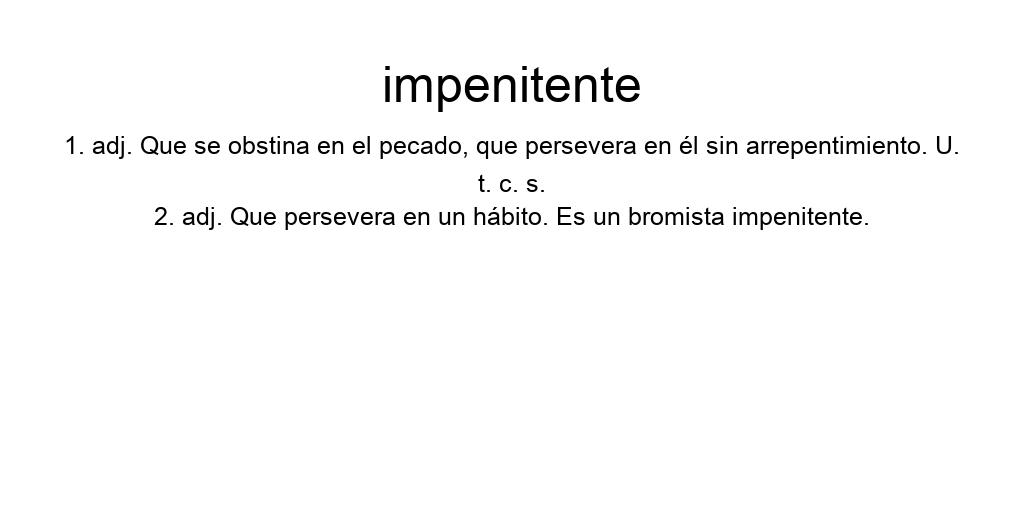 impenitente
1. adj. Que se obstina en el pecado, que persevera en él sin arrepentimiento. U.
t. c. s.
2. adj. Que persevera en un hábito. Es un bromista impenitente.